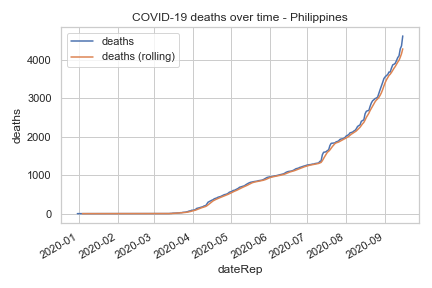 COVID-19 deaths over time - Philippines
deaths
deaths (rolling)
deaths
4000
3000
2000
1000
0
2020-01
2020-02
2020-03
2020-04
2020-05
2020-06
2020-07
2020-08
2020-09
dateRep